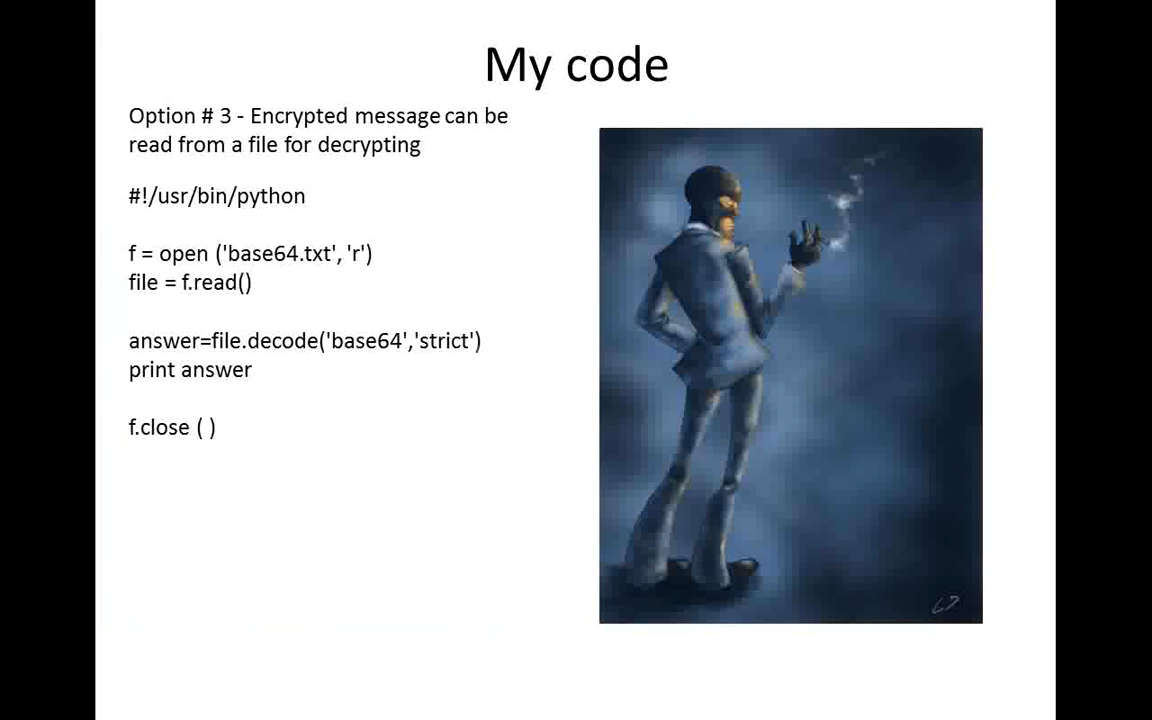 My code
Option # 3 - Encrypted message can be
read from a file for decrypting
#!/usr/bin/python
f = open ('base64.txt', 'r')
file = f.read()
answer=file.decode('base64','strict')
print answer
f.close ( )